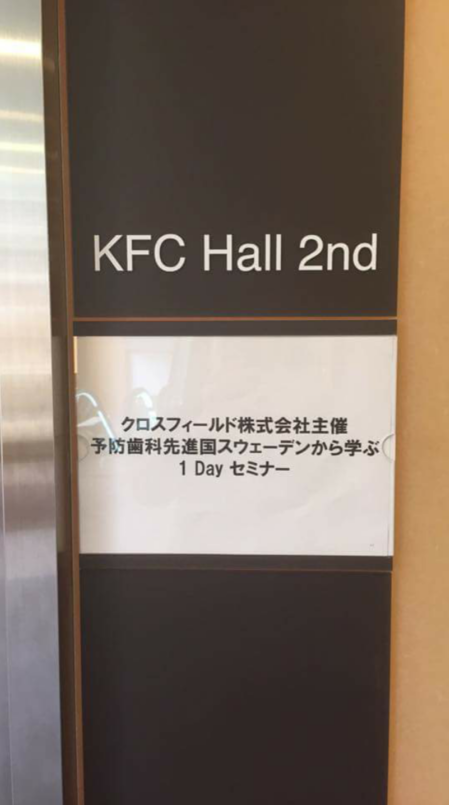 KFC Hall 2nd
クロスフィールド株式会社主催
予防歯科先進国スウェーデンから学ぶ
1 Day セミナー